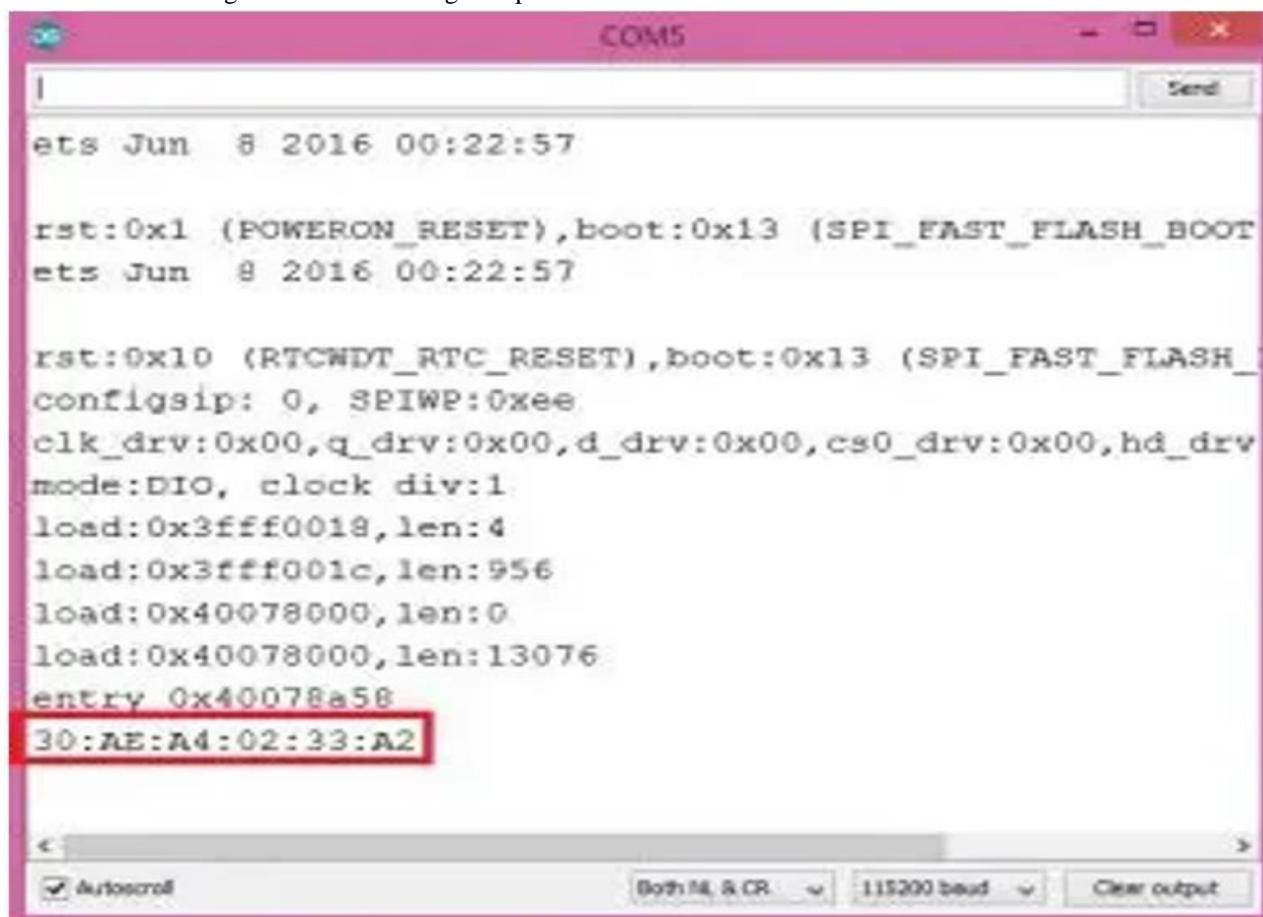 COM5
Send
ets Jun  8 2016 00:22:57
rst:0x1 (POWERON_RESET),boot:0x13 (SPI_FAST_FLASH_BOOT
ets Jun  8 2016 00:22:57
rst:0x10 (RTCWDT_RTC_RESET),boot:0x13 (SPI_FAST_FLASH_
configsip: 0, SPIWP:0xee
clk_drv:0x00,q_drv:0x00,d_drv:0x00,cs0_drv:0x00,hd_drv
mode:DIO, clock div:1
load:0x3fff0018,len:4
load:0x3fff001c,len:956
load:0x40078000,len:0
load:0x40078000,len:13076
entry 0x40078a58
30:AE:A4:02:33:A2
Autoscroll Both NL & CR 115200 baud Clear output